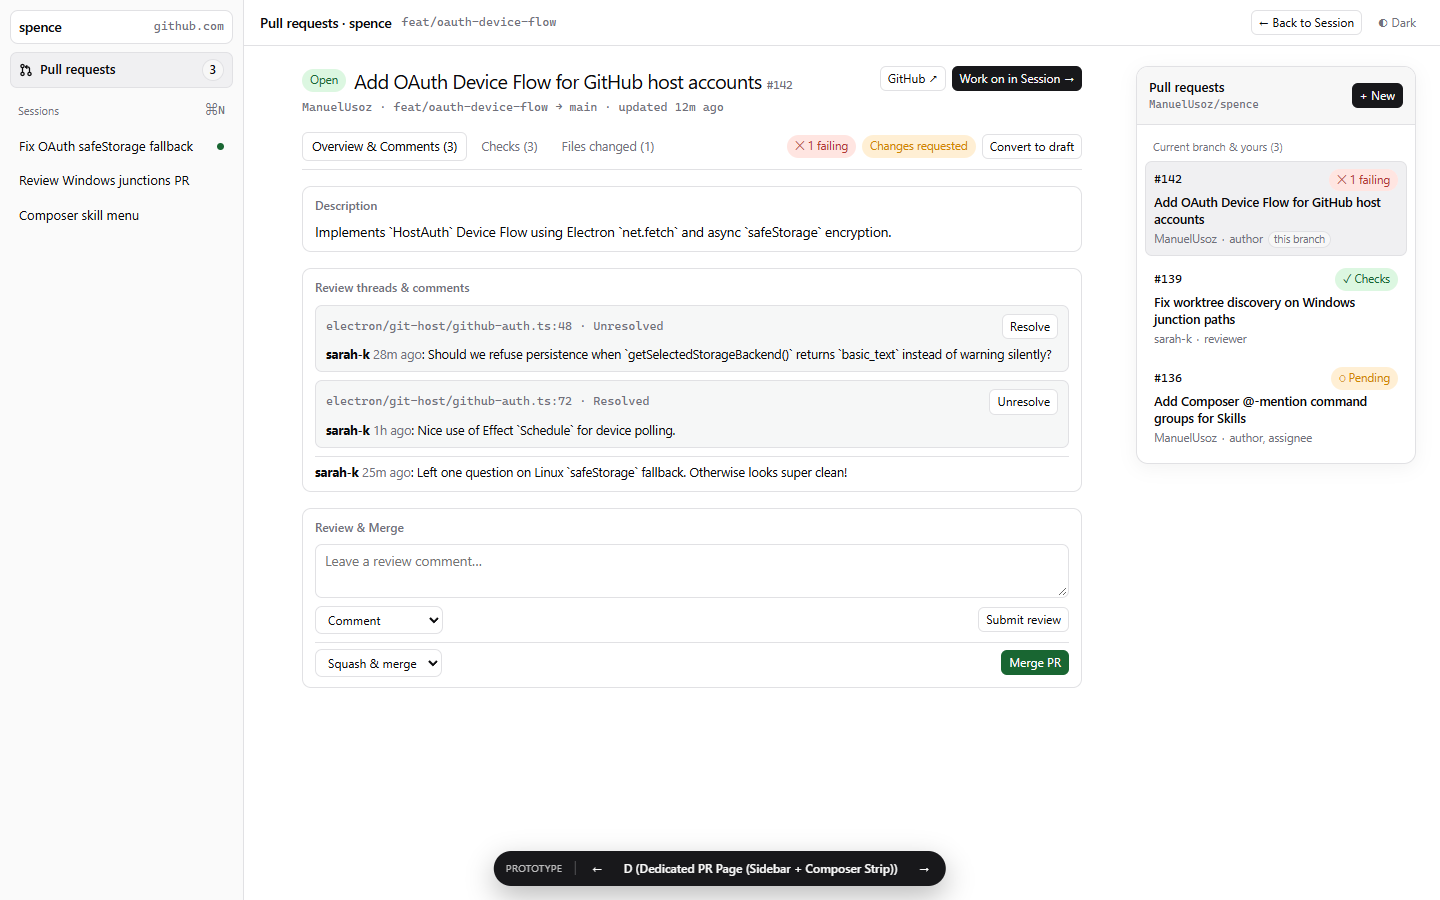 spence github.com
Pull requests 3
Sessions ⌘N
Fix OAuth safeStorage fallback
Review Windows junctions PR
Composer skill menu
Pull requests · spence feat/oauth-device-flow
← Back to Session
Dark
Open Add OAuth Device Flow for GitHub host accounts #142
GitHub ↗
Work on in Session →
ManuelUsoz · feat/oauth-device-flow → main · updated 12m ago
Overview & Comments (3) Checks (3) Files changed (1)
✕ 1 failing
Changes requested
Convert to draft
Description
Implements `HostAuth` Device Flow using Electron `net.fetch` and async `safeStorage` encryption.
Review threads & comments
electron/git-host/github-auth.ts:48 · Unresolved
Resolve
sarah-k 28m ago: Should we refuse persistence when `getSelectedStorageBackend()` returns `basic_text` instead of warning silently?
electron/git-host/github-auth.ts:72 · Resolved
Unresolve
sarah-k 1h ago: Nice use of Effect `Schedule` for device polling.
sarah-k 25m ago: Left one question on Linux `safeStorage` fallback. Otherwise looks super clean!
Review & Merge
Leave a review comment...
Comment
Submit review
Squash & merge
Merge PR
Pull requests
ManuelUsoz/spence
+ New
Current branch & yours (3)
#142 ✕ 1 failing
Add OAuth Device Flow for GitHub host
accounts
ManuelUsoz · author this branch
#139 ✓ Checks
Fix worktree discovery on Windows
junction paths
sarah-k · reviewer
#136 ○ Pending
Add Composer @-mention command
groups for Skills
ManuelUsoz · author, assignee
PROTOTYPE ← D (Dedicated PR Page (Sidebar + Composer Strip)) →